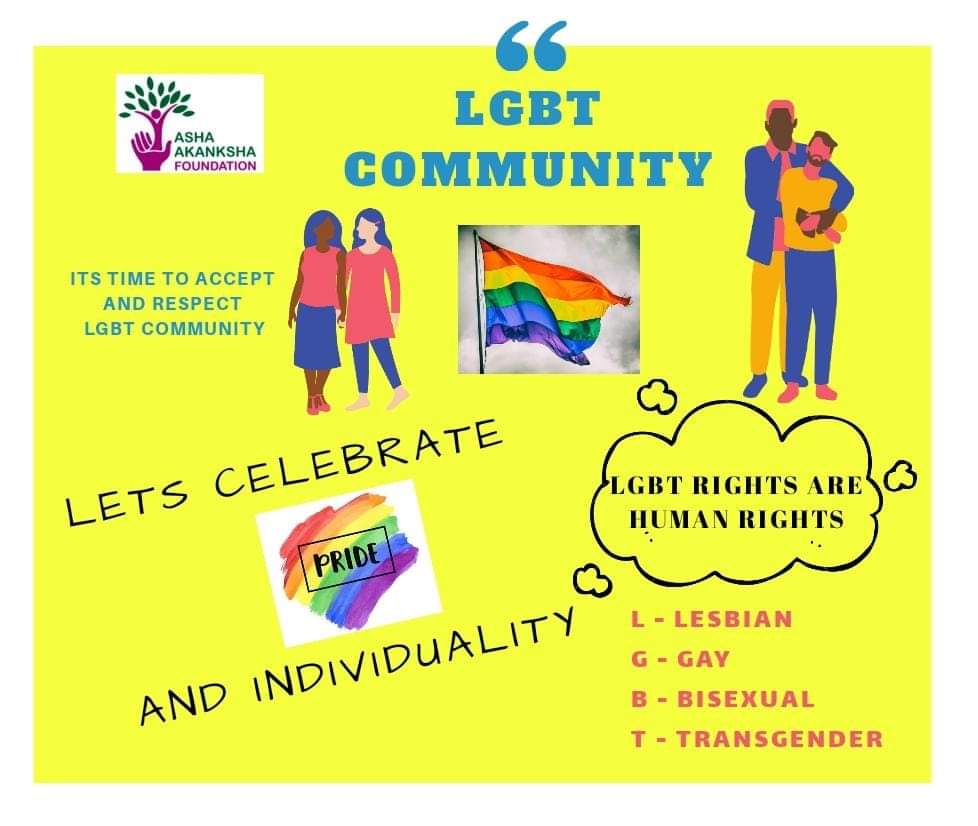 LGBT
COMMUNITY
ASHA
AKANKSHA
FOUNDATION
ITS TIME TO ACCEPT
AND RESPECT
LGBT COMMUNITY
LETS CELEBRATE
PRIDE
AND INDIVIDUALITY
LGBT RIGHTS ARE
HUMAN RIGHTS
L - LESBIAN
G - GAY
B - BISEXUAL
T - TRANSGENDER